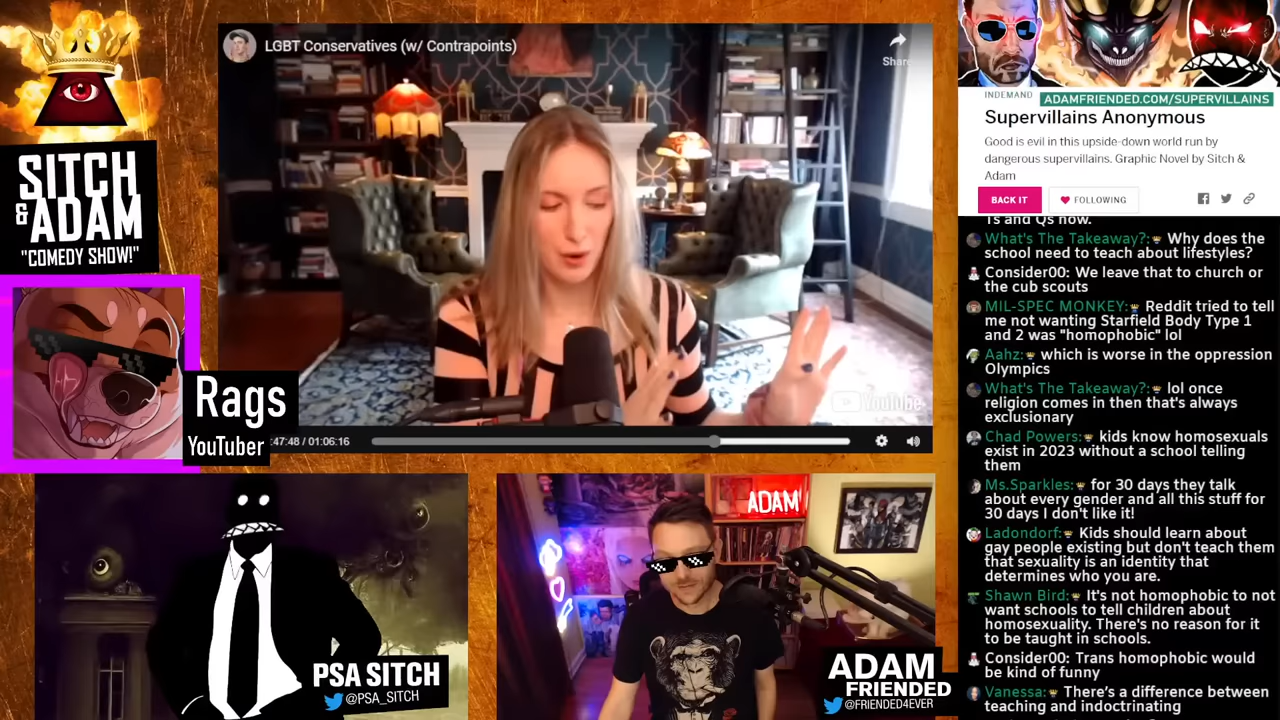 LGBT Conservatives (w/ Contrapoints)
Share
YouTube
:47:48 / 01:06:16
SITCH
& ADAM
"COMEDY SHOW!"
Rags
YouTuber
PSA SITCH
@PSA_SITCH
ADAM
ADAM
FRIENDED
@FRIENDED4EVER
INDEMAND
ADAMFRIENDED.COM/SUPERVILLAINS
Supervillains Anonymous
Good is evil in this upside-down world run by
dangerous supervillains. Graphic Novel by Sitch &
Adam
BACK IT
FOLLOWING
Ts and Qs now.
What's The Takeaway?: Why does the
school need to teach about lifestyles?
Consider00: We leave that to church or
the cub scouts
MIL-SPEC MONKEY: Reddit tried to tell
me not wanting Starfield Body Type 1
and 2 was "homophobic" lol
Aahz: which is worse in the oppression
Olympics
What's The Takeaway?: lol once
religion comes in then that's always
exclusionary
Chad Powers: kids know homosexuals
exist in 2023 without a school telling
them
Ms.Sparkles: for 30 days they talk
about every gender and all this stuff for
30 days I don't like it!
Ladondorf: Kids should learn about
gay people existing but don't teach them
that sexuality is an identity that
determines who you are.
Shawn Bird: It's not homophobic to not
want schools to tell children about
homosexuality. There's no reason for it
to be taught in schools.
Consider00: Trans homophobic would
be kind of funny
Vanessa: There's a difference between
teaching and indoctrinating